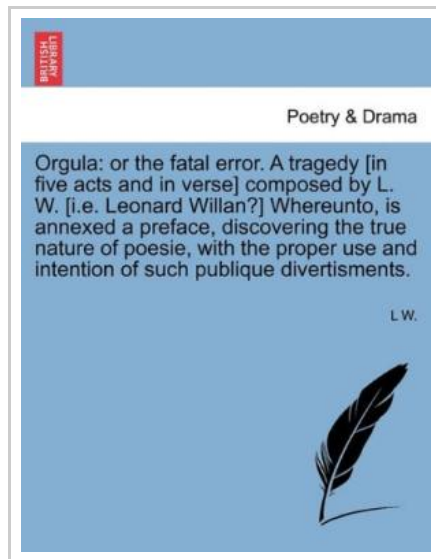 BRITISH
LIBRARY
Poetry & Drama
Orgula: or the fatal error. A tragedy [in
five acts and in verse] composed by L.
W. [i.e. Leonard Willan?] Whereunto, is
annexed a preface, discovering the true
nature of poesie, with the proper use and
intention of such publique divertisments.
L W.